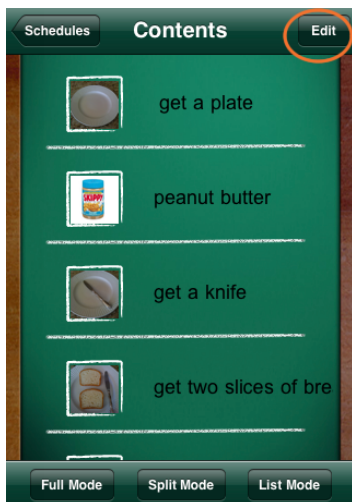 Schedules
Contents
Edit
get a plate
SKIPPY
peanut butter
get a knife
get two slices of bre
Full Mode
Split Mode
List Mode